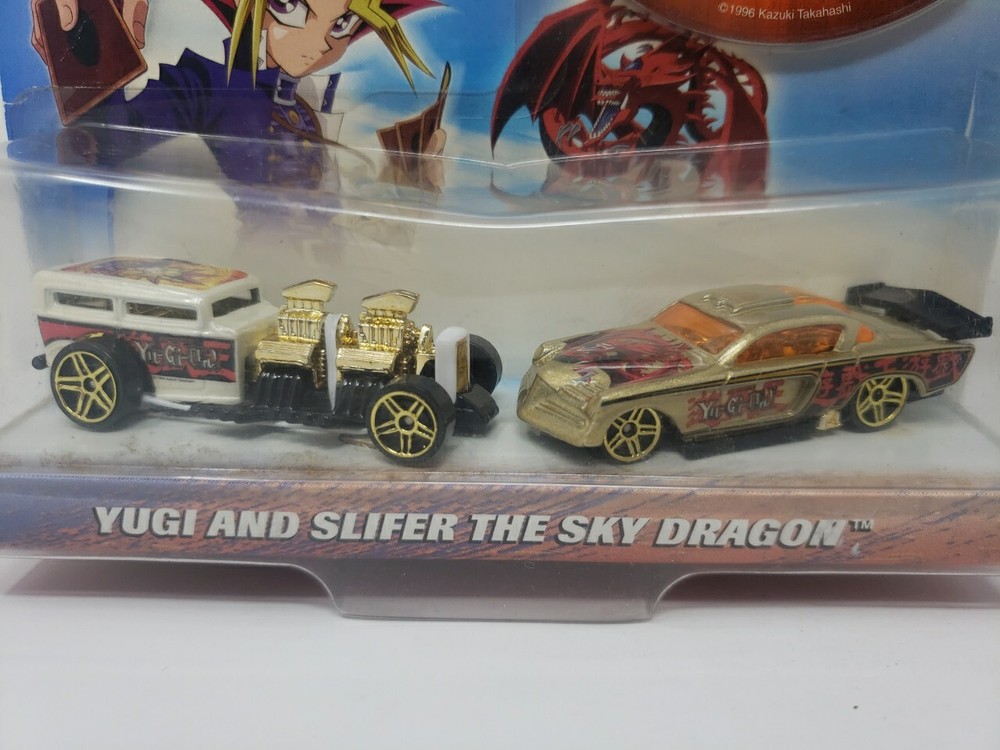 ©1996 Kazuki Takahashi
Yu-Gi-Oh!
Yu-Gi-Oh!
YUGI AND SLIFER THE SKY DRAGON™